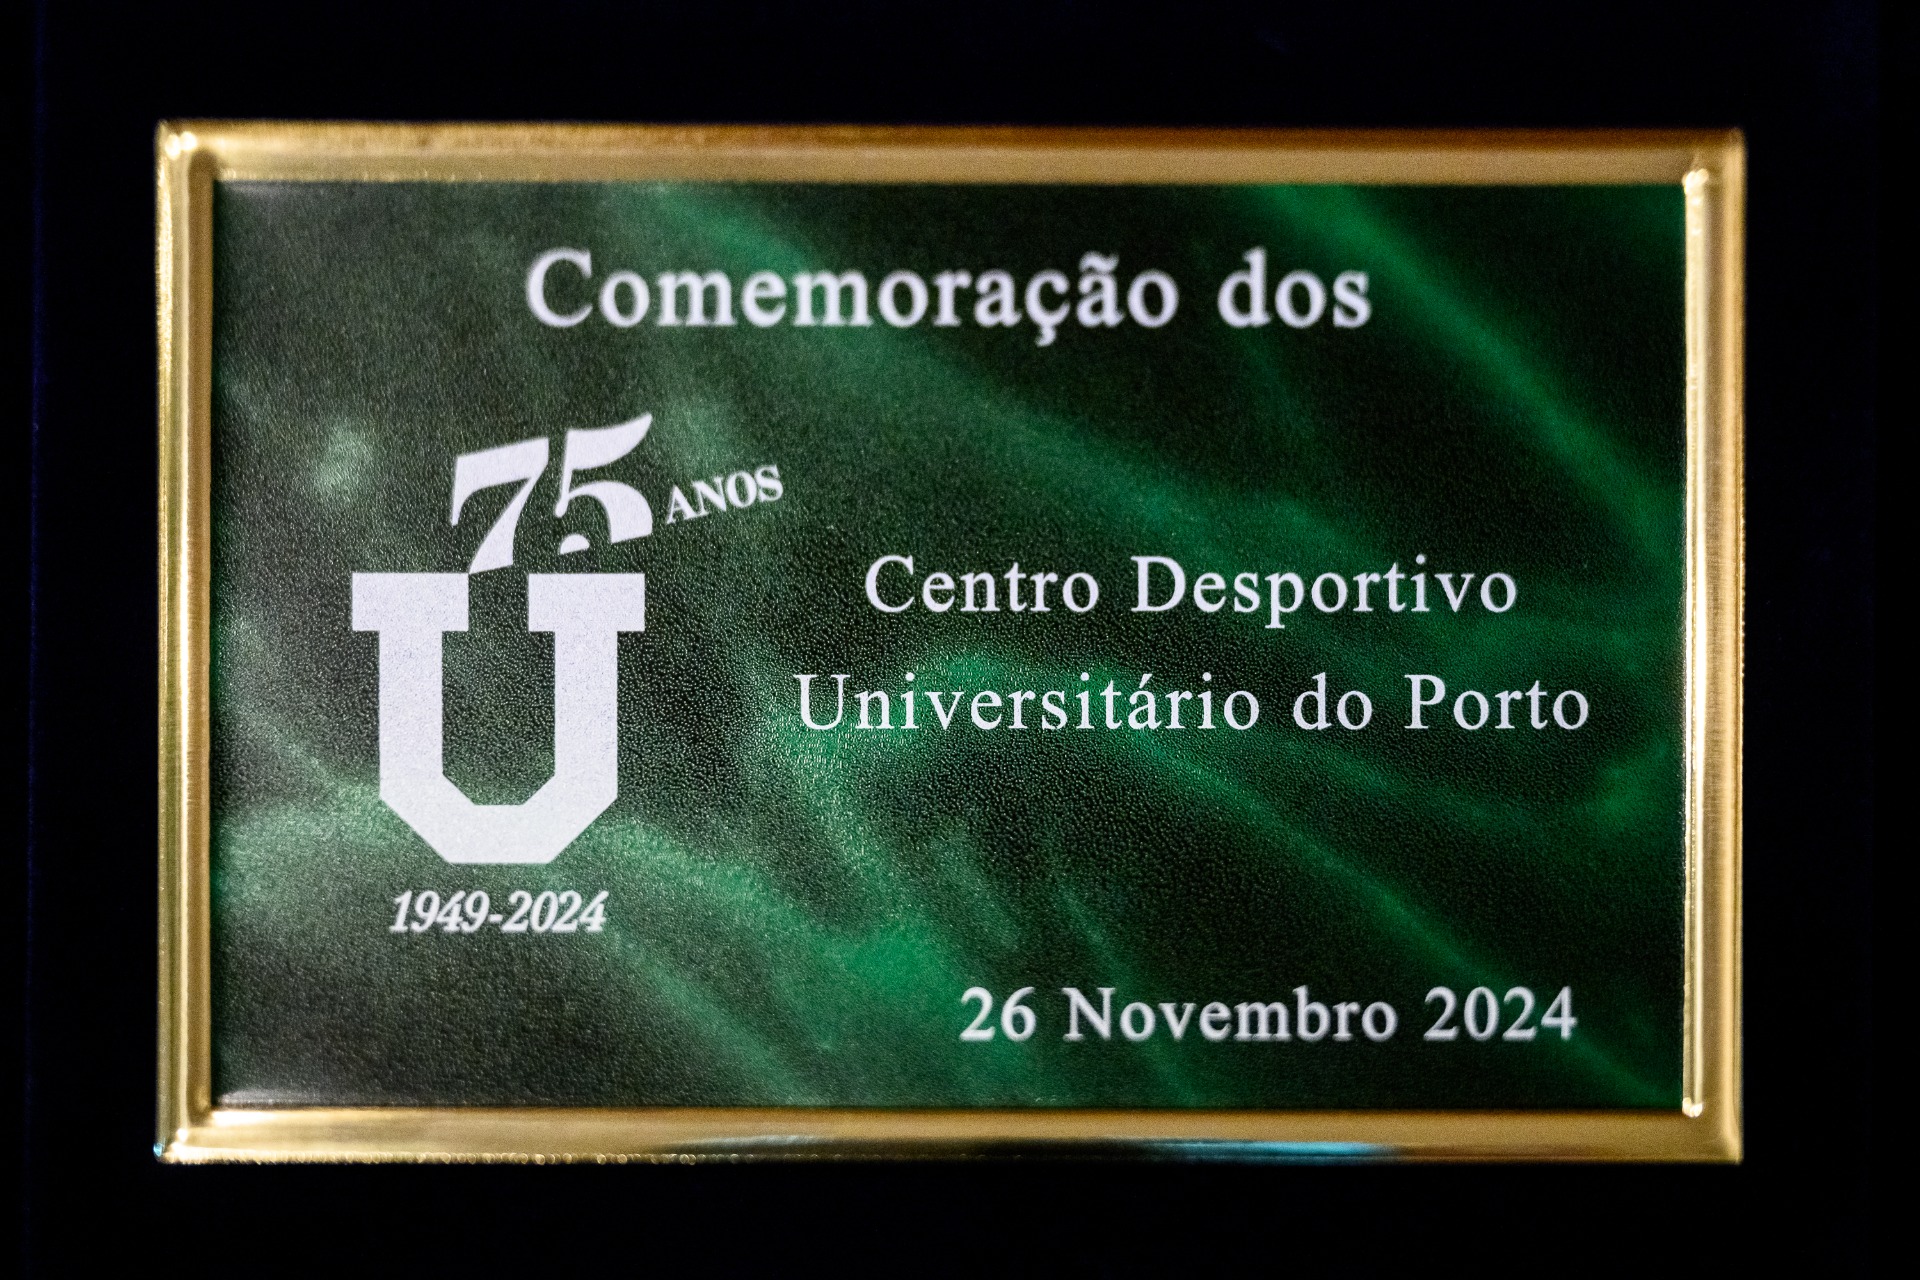 Comemoração dos
75 ANOS
U
1949-2024
Centro Desportivo
Universitário do Porto
26 Novembro 2024